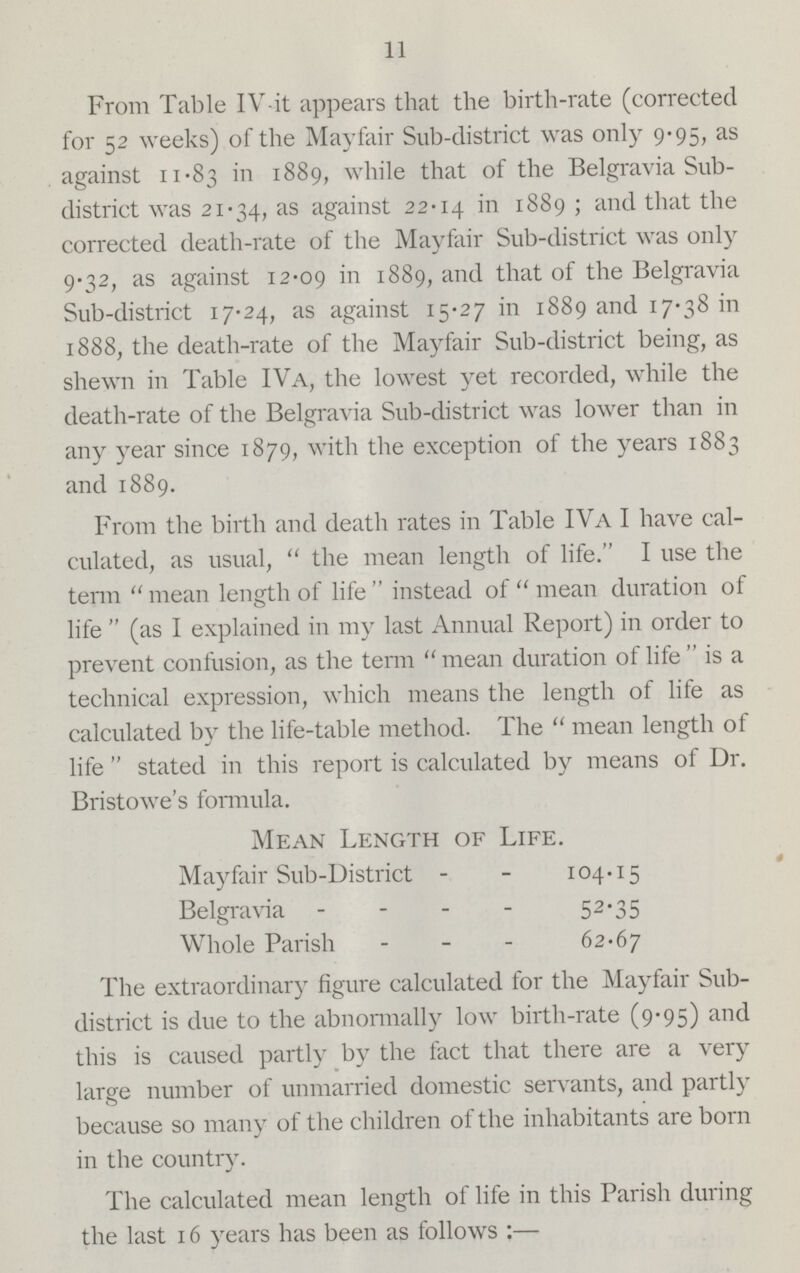 11
From Table IV it appears that the birth-rate (corrected
for 52 weeks) of the Mayfair Sub-district was only 9·95, as
against 11·83 in 1889, while that of the Belgravia Sub-
district was 21·34, as against 22·14 in 1889 ; and that the
corrected death-rate of the Mayfair Sub-district was only
9·32, as against 12·09 in 1889, and that of the Belgravia
Sub-district 17·24, as against 15·27 in 1889 and 17·38 in
1888, the death-rate of the Mayfair Sub-district being, as
shewn in Table IVA, the lowest yet recorded, while the
death-rate of the Belgravia Sub-district was lower than in
any year since 1879, with the exception of the years 1883
and 1889.
From the birth and death rates in Table IVA I have cal-
culated, as usual, “ the mean length of life.” I use the
term “ mean length of life ” instead of “ mean duration of
life ” (as I explained in my last Annual Report) in order to
prevent confusion, as the term “ mean duration of life ” is a
technical expression, which means the length of life as
calculated by the life-table method. The “ mean length of
life ” stated in this report is calculated by means of Dr.
Bristowe's formula.
MEAN LENGTH OF LIFE.
Mayfair Sub-District - - 104·15
Belgravia - - - - 52·35
Whole Parish - - - 62·67
The extraordinary figure calculated for the Mayfair Sub-
district is due to the abnormally low birth-rate (9·95) and
this is caused partly by the fact that there are a very
large number of unmarried domestic servants, and partly
because so many of the children of the inhabitants are born
in the country.
The calculated mean length of life in this Parish during
the last 16 years has been as follows :—